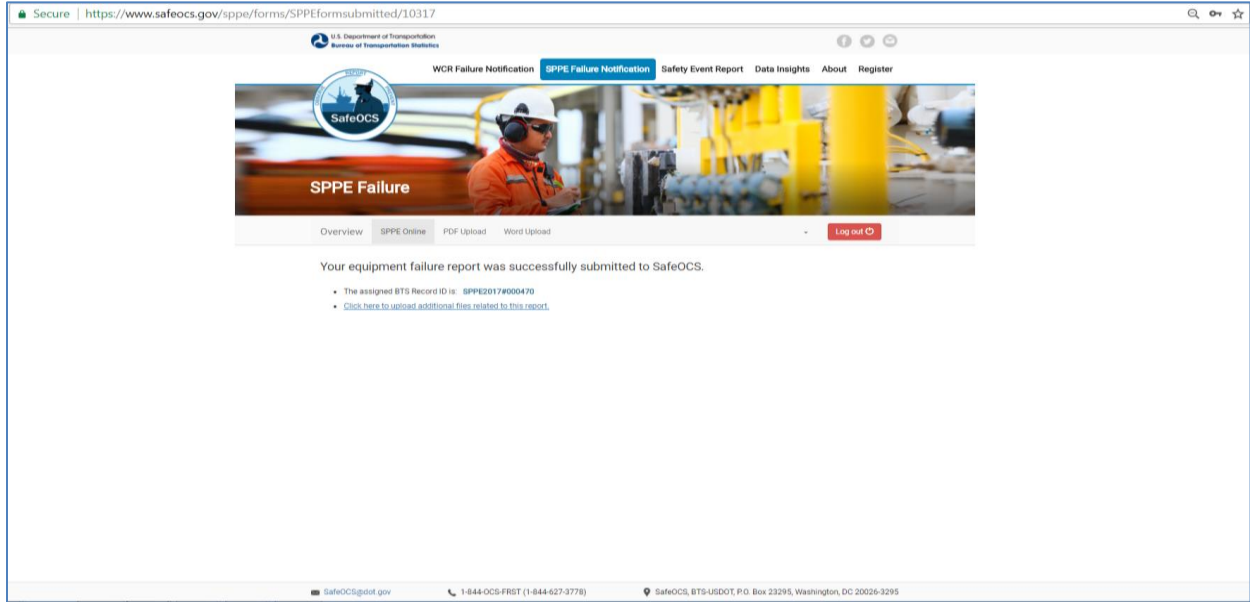 Secure | https://www.safeocs.gov/sppe/forms/SPPEformsubmitted/10317
U.S. Department of Transportation
Bureau of Transportation Statistics
WCR Failure Notification SPPE Failure Notification Safety Event Report Data Insights About Register
REPORT
SafeOCS
SPPE Failure
Overview SPPE Online PDF Upload Word Upload Log out
Your equipment failure report was successfully submitted to SafeOCS.
• The assigned BTS Record ID is: SPPE2017#000470
• Click here to upload additional files related to this report.
SafeOCS@dot.gov 1-844-OCS-FRST (1-844-627-3778) SafeOCS, BTS-USDOT, P.O. Box 23295, Washington, DC 20026-3295